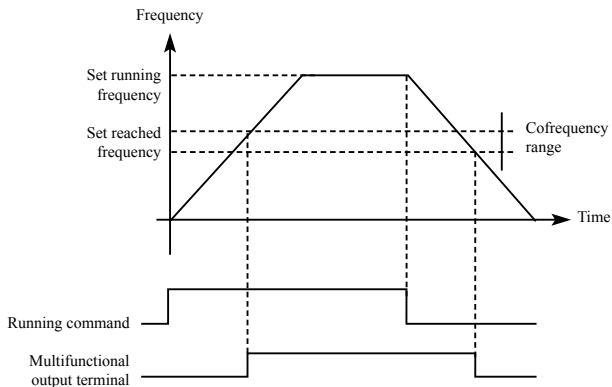 Frequency
Set running
frequency
Set reached
frequency
Cofrequency
range
Time
Running command
Multifunctional
output terminal